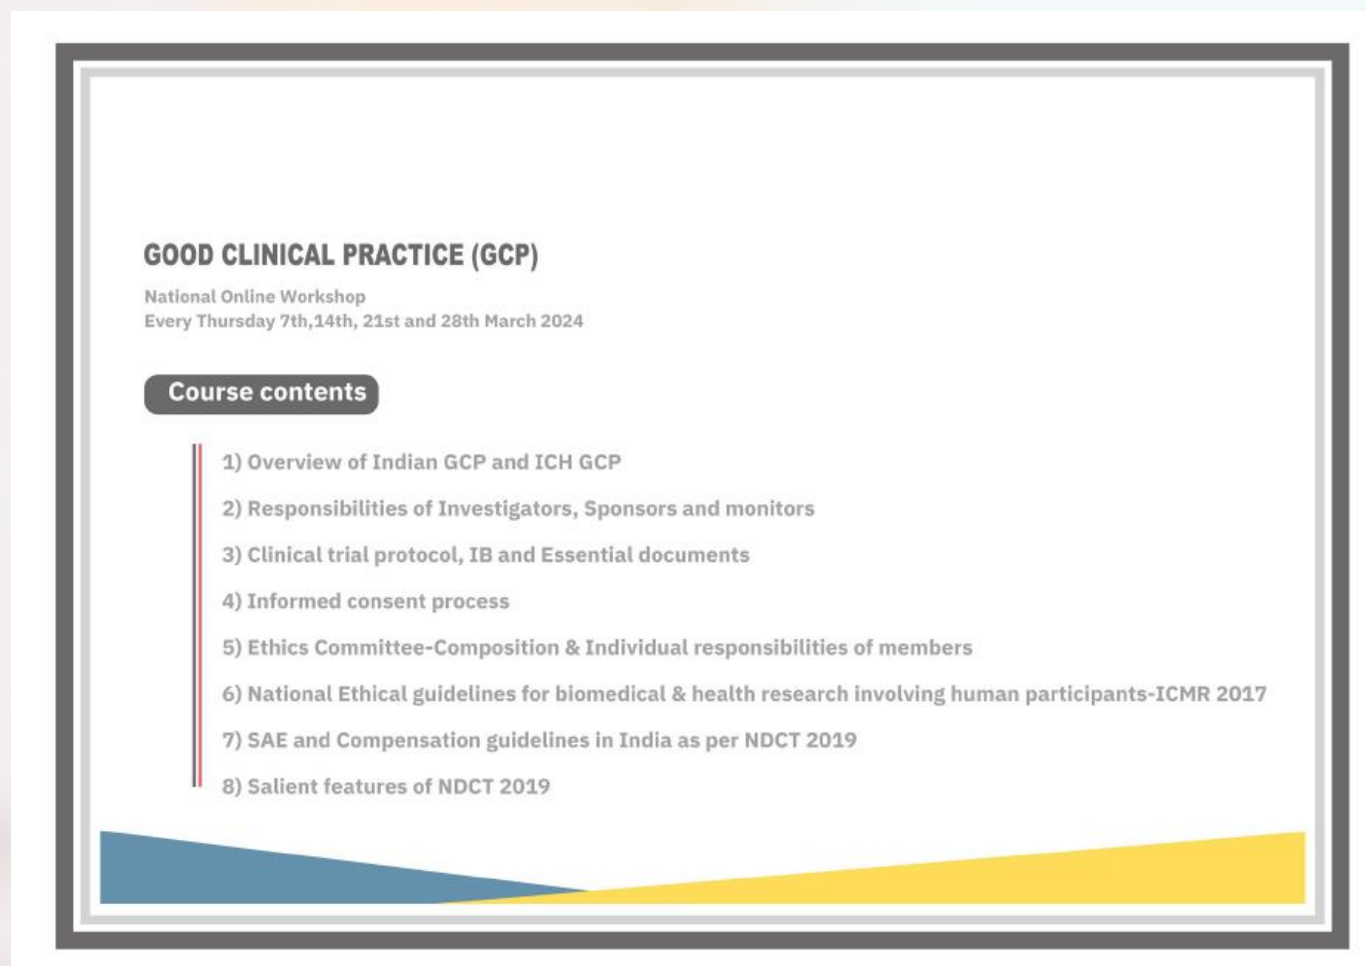 GOOD CLINICAL PRACTICE (GCP)
National Online Workshop
Every Thursday 7th,14th, 21st and 28th March 2024
Course contents
1) Overview of Indian GCP and ICH GCP
2) Responsibilities of Investigators, Sponsors and monitors
3) Clinical trial protocol, IB and Essential documents
4) Informed consent process
5) Ethics Committee-Composition & Individual responsibilities of members
6) National Ethical guidelines for biomedical & health research involving human participants-ICMR 2017
7) SAE and Compensation guidelines in India as per NDCT 2019
8) Salient features of NDCT 2019